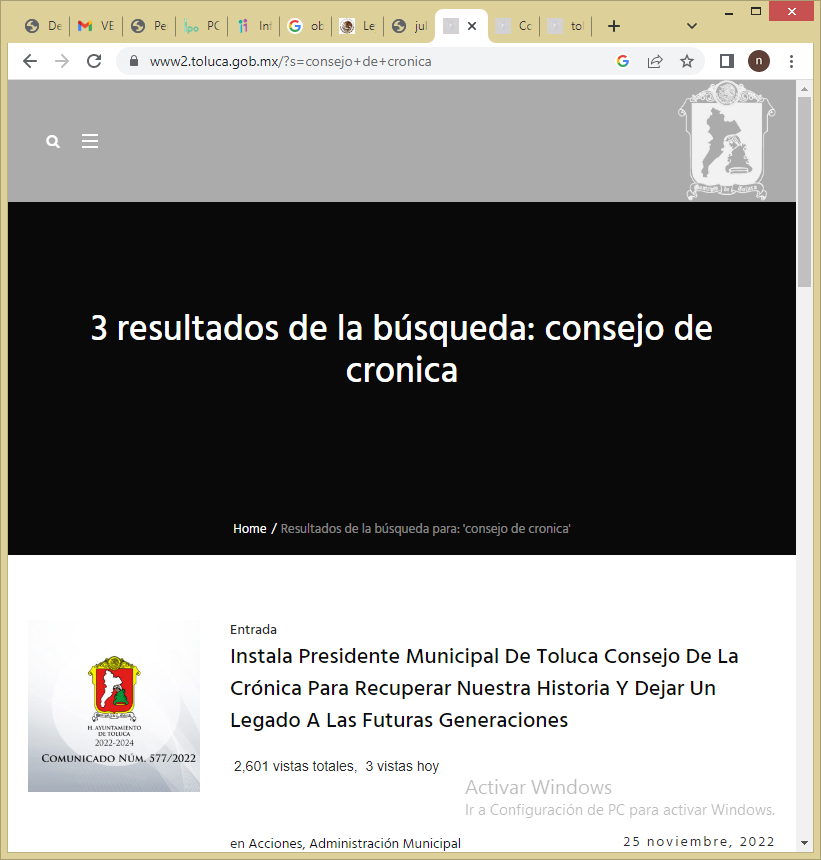 De
VE
Pe
PC
Inf
ob
Le
jul
Co
tol
www2.toluca.gob.mx/?s=consejo+de+cronica
n
3 resultados de la búsqueda: consejo de
cronica
Home / Resultados de la búsqueda para: 'consejo de cronica'
Entrada
Instala Presidente Municipal De Toluca Consejo De La
Crónica Para Recuperar Nuestra Historia Y Dejar Un
Legado A Las Futuras Generaciones
H. AYUNTAMIENTO
DE TOLUCA
2022-2024
COMUNICADO NÚM. 577/2022
2,601 vistas totales, 3 vistas hoy
Activar Windows
Ir a Configuración de PC para activar Windows.
en Acciones, Administración Municipal
25 noviembre, 2022